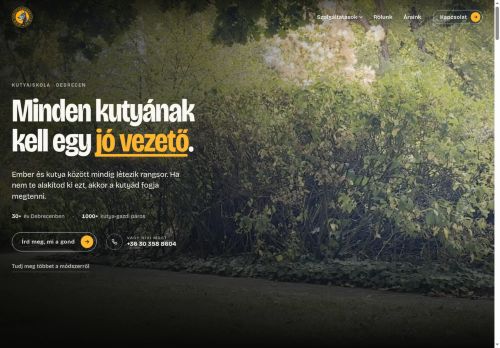 Szolgáltatások
Rólunk
Áraink
Kapcsolat
KUTYAISKOLA · DEBRECEN
Minden kutyának
kell egy jó vezető.
Ember és kutya között mindig létezik rangsor. Ha
nem te alakítod ki ezt, akkor a kutyád fogja
megtenni.
30+ év Debrecenben
1000+ kutya-gazdi páros
Írd meg, mi a gond
VAGY HÍVJ MOST
+36 30 358 8604
Tudj meg többet a módszerről